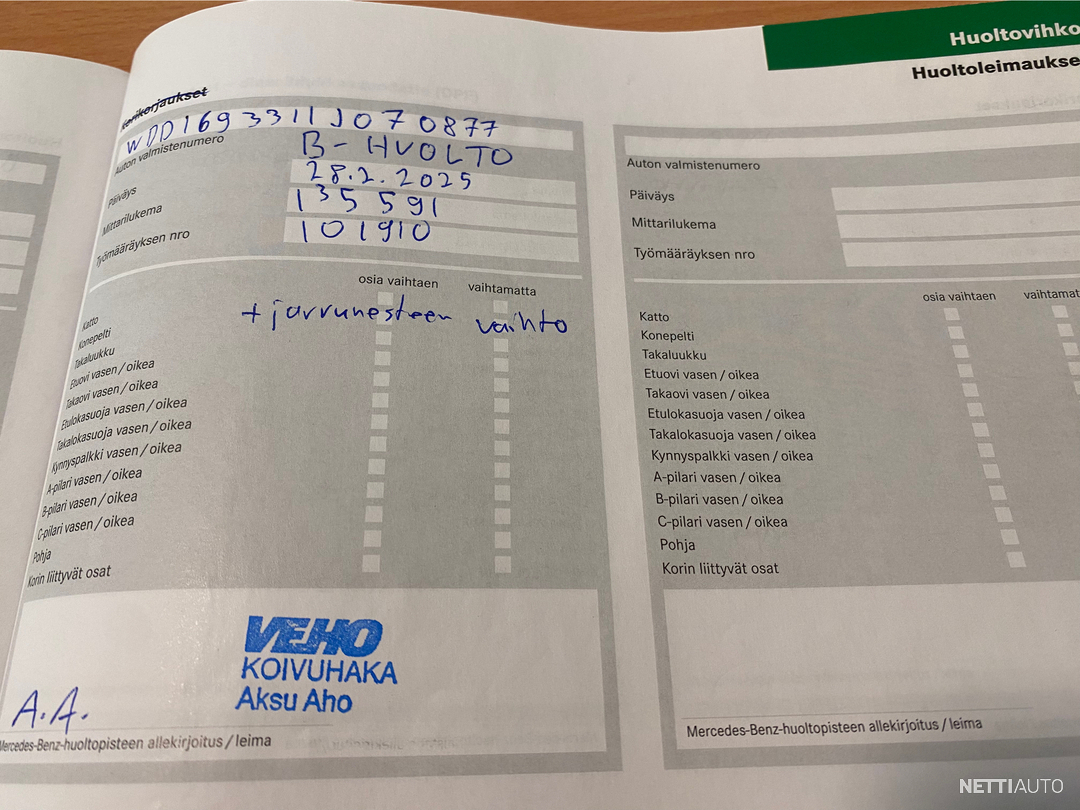 Huoltovihko
Huoltoleimaukse
Korikorjaukset
WDD1693311J070877
Auton valmistenumero
B-HUOLTO
Päiväys
28.2.2025
Mittarilukema
135 591
Työmääräyksen nro
101910
osia vaihtaen
vaihtamatta
+ jarrunesteen vaihto
Katto
Konepelti
Takaluukku
Etuovi vasen / oikea
Takaovi vasen / oikea
Etulokasuoja vasen / oikea
Takalokasuoja vasen / oikea
Kynnyspalkki vasen / oikea
A-pilari vasen / oikea
B-pilari vasen / oikea
C-pilari vasen / oikea
Pohja
Korin liittyvät osat
VEHO
KOIVUHAKA
Aksu Aho
A.A.
Mercedes-Benz-huoltopisteen allekirjoitus / leima
Auton valmistenumero
Päiväys
Mittarilukema
Työmääräyksen nro
osia vaihtaen
vaihtamat
Katto
Konepelti
Takaluukku
Etuovi vasen / oikea
Takaovi vasen / oikea
Etulokasuoja vasen / oikea
Takalokasuoja vasen / oikea
Kynnyspalkki vasen / oikea
A-pilari vasen / oikea
B-pilari vasen / oikea
C-pilari vasen / oikea
Pohja
Korin liittyvät osat
Mercedes-Benz-huoltopisteen allekirjoitus / leima
NETTIAUTO